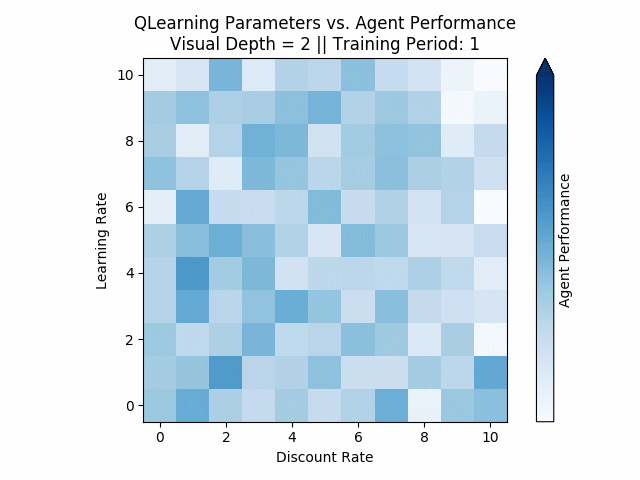 QLearning Parameters vs. Agent Performance
Visual Depth = 2 || Training Period: 1
10
8
6
4
2
0
Learning Rate
0 2 4 6 8 10
Discount Rate
Agent Performance